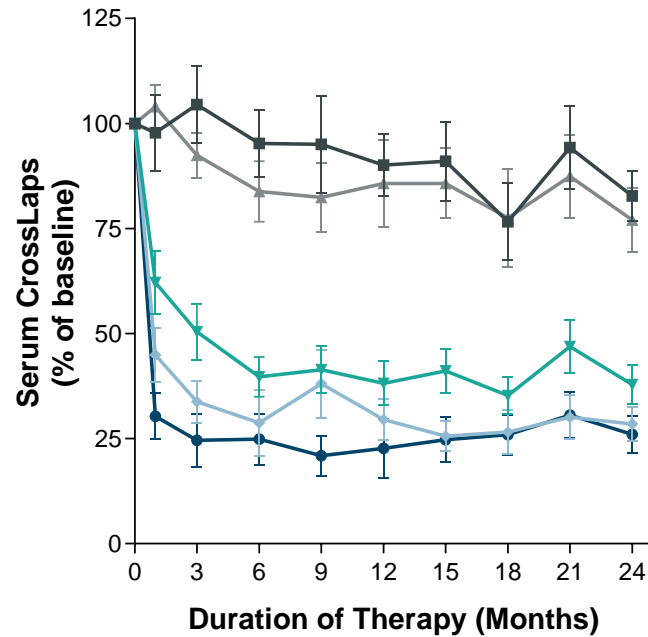 125
100
75
50
25
0
Serum CrossLaps
(% of baseline)
0 3 6 9 12 15 18 21 24
Duration of Therapy (Months)